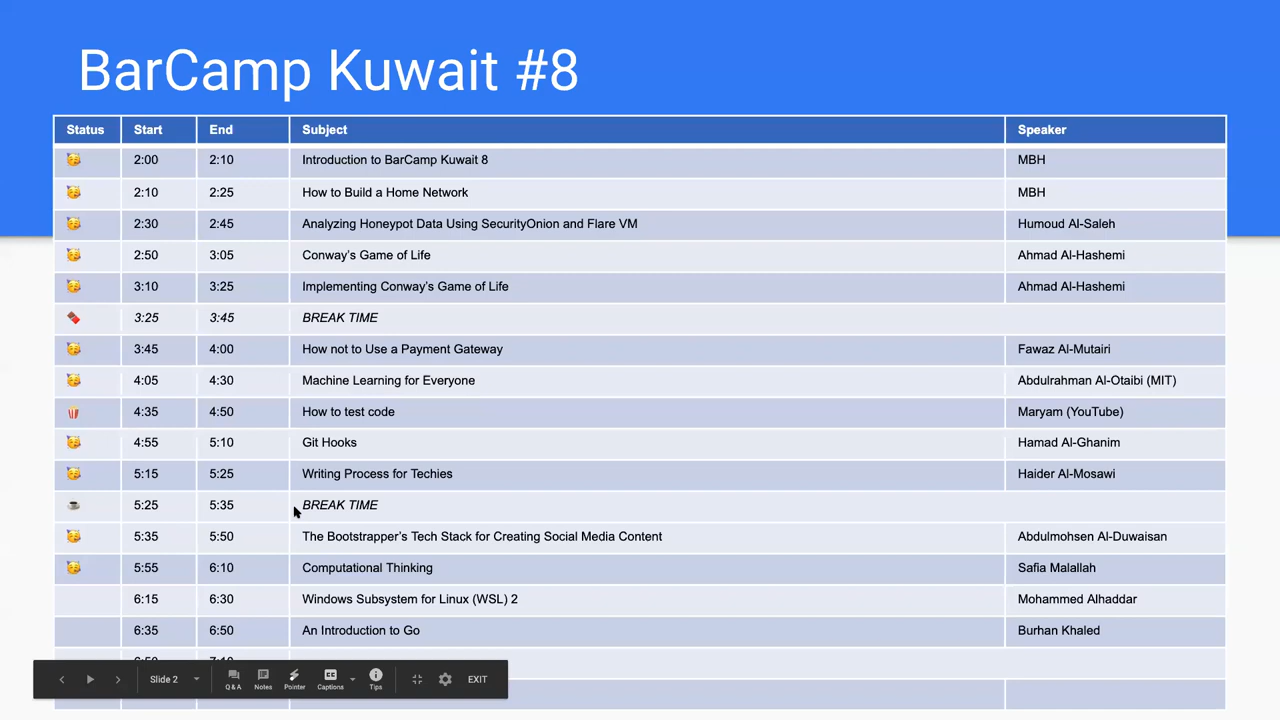 BarCamp Kuwait #8
Status Start End Subject Speaker
2:00 2:10 Introduction to BarCamp Kuwait 8 MBH
2:10 2:25 How to Build a Home Network MBH
2:30 2:45 Analyzing Honeypot Data Using SecurityOnion and Flare VM Humoud Al-Saleh
2:50 3:05 Conway's Game of Life Ahmad Al-Hashemi
3:10 3:25 Implementing Conway's Game of Life Ahmad Al-Hashemi
3:25 3:45 BREAK TIME
3:45 4:00 How not to Use a Payment Gateway Fawaz Al-Mutairi
4:05 4:30 Machine Learning for Everyone Abdulrahman Al-Otaibi (MIT)
4:35 4:50 How to test code Maryam (YouTube)
4:55 5:10 Git Hooks Hamad Al-Ghanim
5:15 5:25 Writing Process for Techies Haider Al-Mosawi
5:25 5:35 BREAK TIME
5:35 5:50 The Bootstrapper's Tech Stack for Creating Social Media Content Abdulmohsen Al-Duwaisan
5:55 6:10 Computational Thinking Safia Malallah
6:15 6:30 Windows Subsystem for Linux (WSL) 2 Mohammed Alhaddar
6:35 6:50 An Introduction to Go Burhan Khaled
Slide 2 Q&A Notes Pointer Captions Tips EXIT